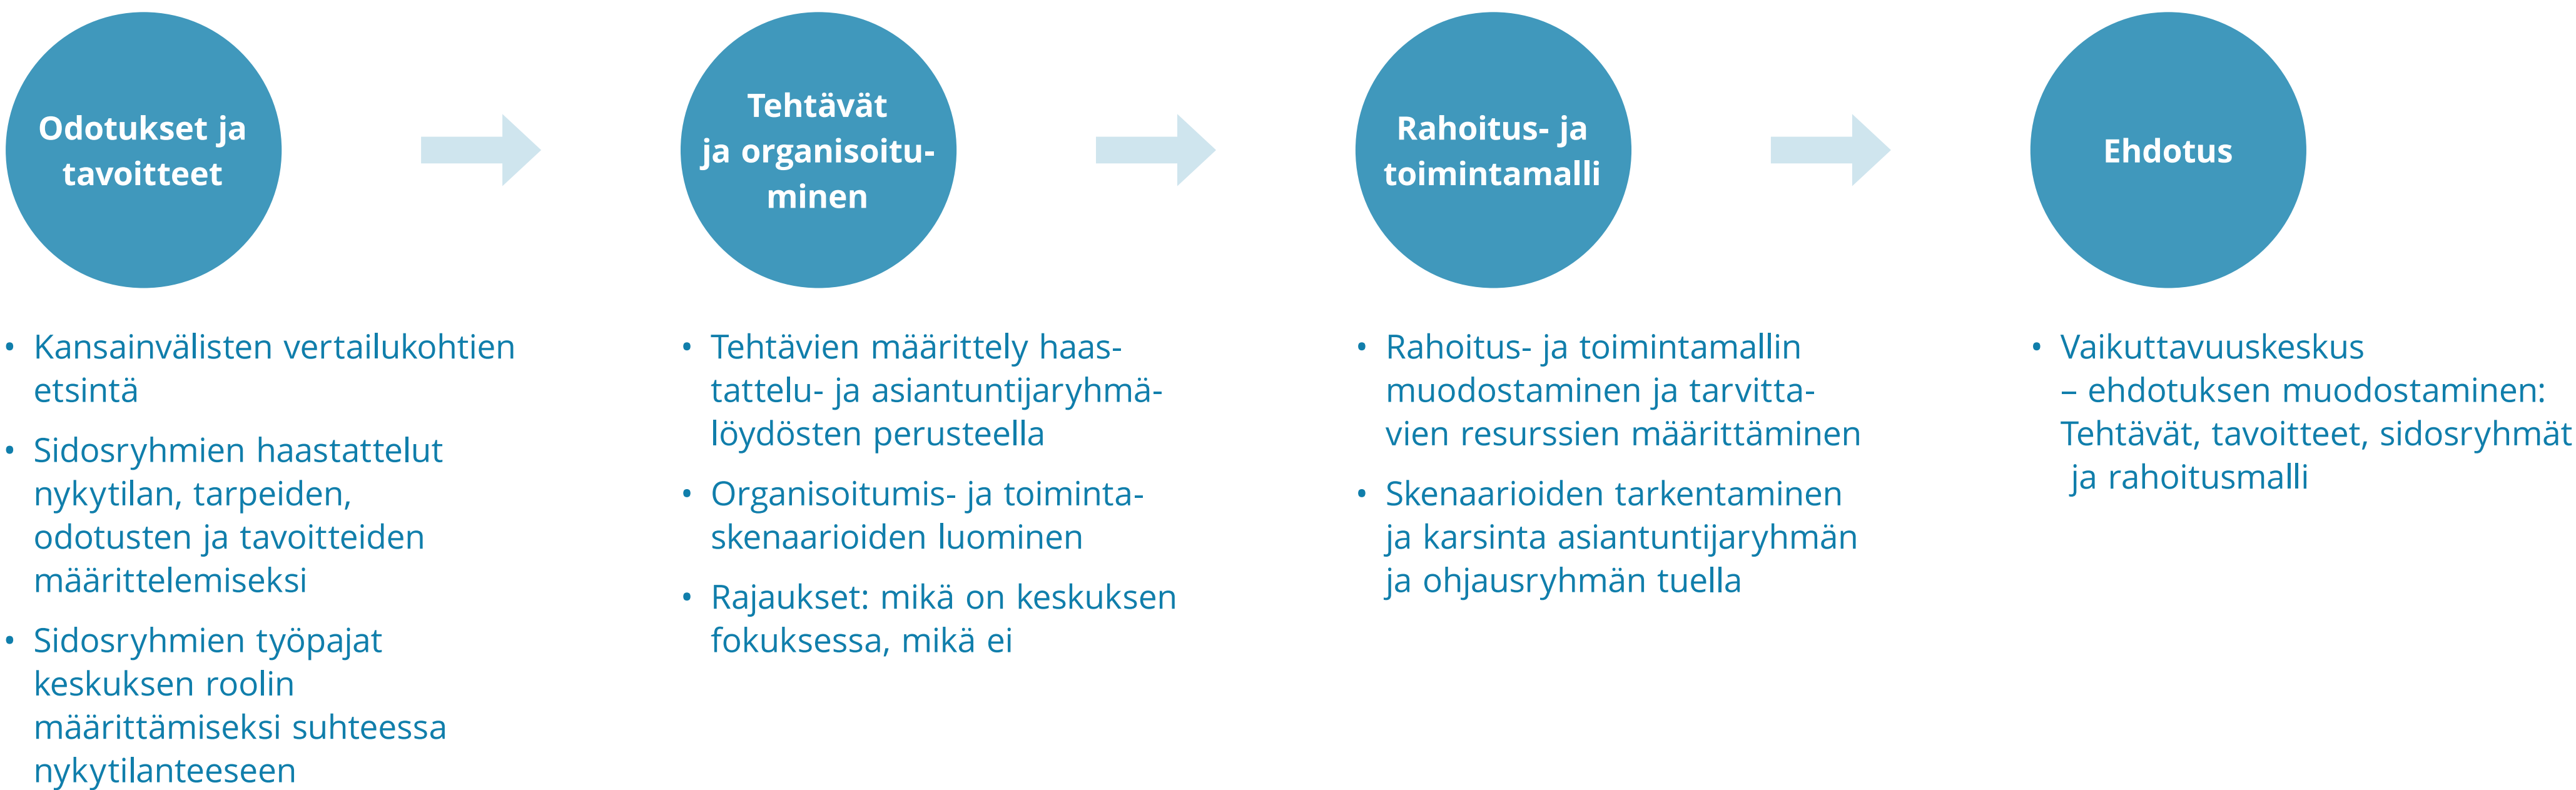 Odotukset ja
tavoitteet
• Kansainvälisten vertailukohtien
etsintä
• Sidosryhmien haastattelut
nykytilan, tarpeiden,
odotusten ja tavoitteiden
määrittelemiseksi
• Sidosryhmien työpajat
keskuksen roolin
määrittämiseksi suhteessa
nykytilanteeseen
Tehtävät
ja organisoitu-
minen
• Tehtävien määrittely haas-
tattelu- ja asiantuntijaryhmä-
löydösten perusteella
• Organisoitumis- ja toiminta-
skenaarioiden luominen
• Rajaukset: mikä on keskuksen
fokuksessa, mikä ei
Rahoitus- ja
toimintamalli
• Rahoitus- ja toimintamallin
muodostaminen ja tarvitta-
vien resurssien määrittäminen
• Skenaarioiden tarkentaminen
ja karsinta asiantuntijaryhmän
ja ohjausryhmän tuella
Ehdotus
• Vaikuttavuuskeskus
– ehdotuksen muodostaminen:
Tehtävät, tavoitteet, sidosryhmät
ja rahoitusmalli